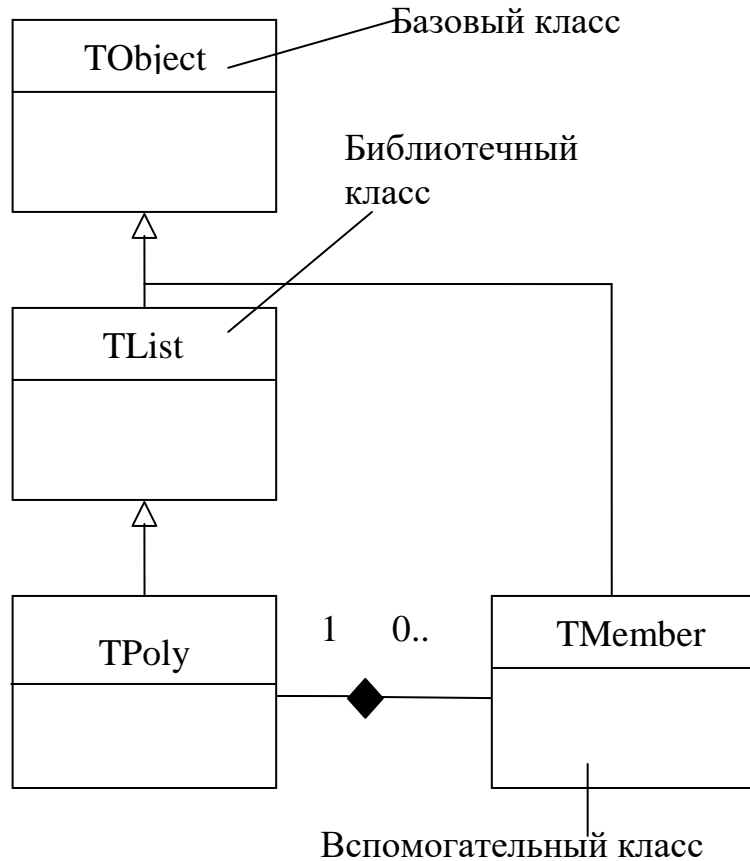 Базовый класс
TObject
Библиотечный
класс
TList
TPoly
1 0..
TMember
Вспомогательный класс